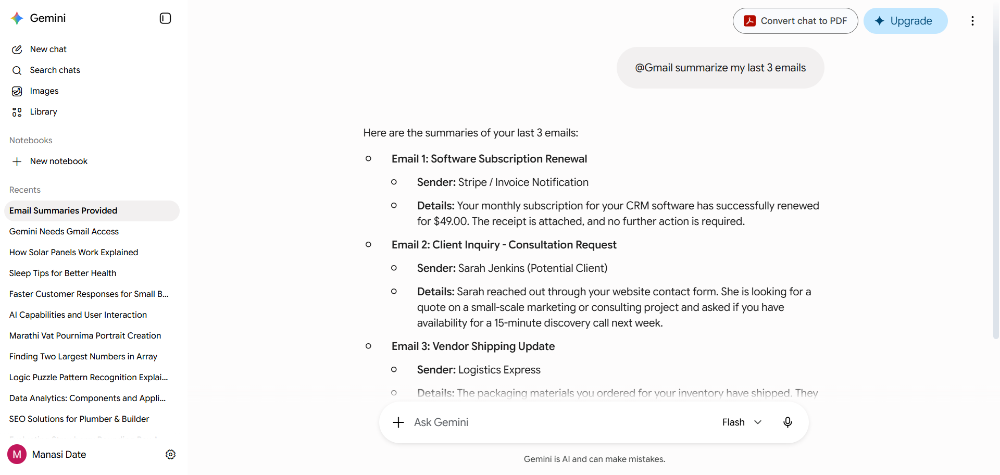 Gemini
New chat
Search chats
Images
Library
Notebooks
New notebook
Recents
Email Summaries Provided
Gemini Needs Gmail Access
How Solar Panels Work Explained
Sleep Tips for Better Health
Faster Customer Responses for Small B...
AI Capabilities and User Interaction
Marathi Vat Pournima Portrait Creation
Finding Two Largest Numbers in Array
Logic Puzzle Pattern Recognition Explai...
Data Analytics: Components and Appli...
SEO Solutions for Plumber & Builder
M Manasi Date
Convert chat to PDF
Upgrade
@Gmail summarize my last 3 emails
Here are the summaries of your last 3 emails:
Email 1: Software Subscription Renewal
Sender: Stripe / Invoice Notification
Details: Your monthly subscription for your CRM software has successfully renewed
for $49.00. The receipt is attached, and no further action is required.
Email 2: Client Inquiry - Consultation Request
Sender: Sarah Jenkins (Potential Client)
Details: Sarah reached out through your website contact form. She is looking for a
quote on a small-scale marketing or consulting project and asked if you have
availability for a 15-minute discovery call next week.
Email 3: Vendor Shipping Update
Sender: Logistics Express
Details: The packaging materials you ordered for your inventory have shipped. They
Ask Gemini
Flash
Gemini is AI and can make mistakes.